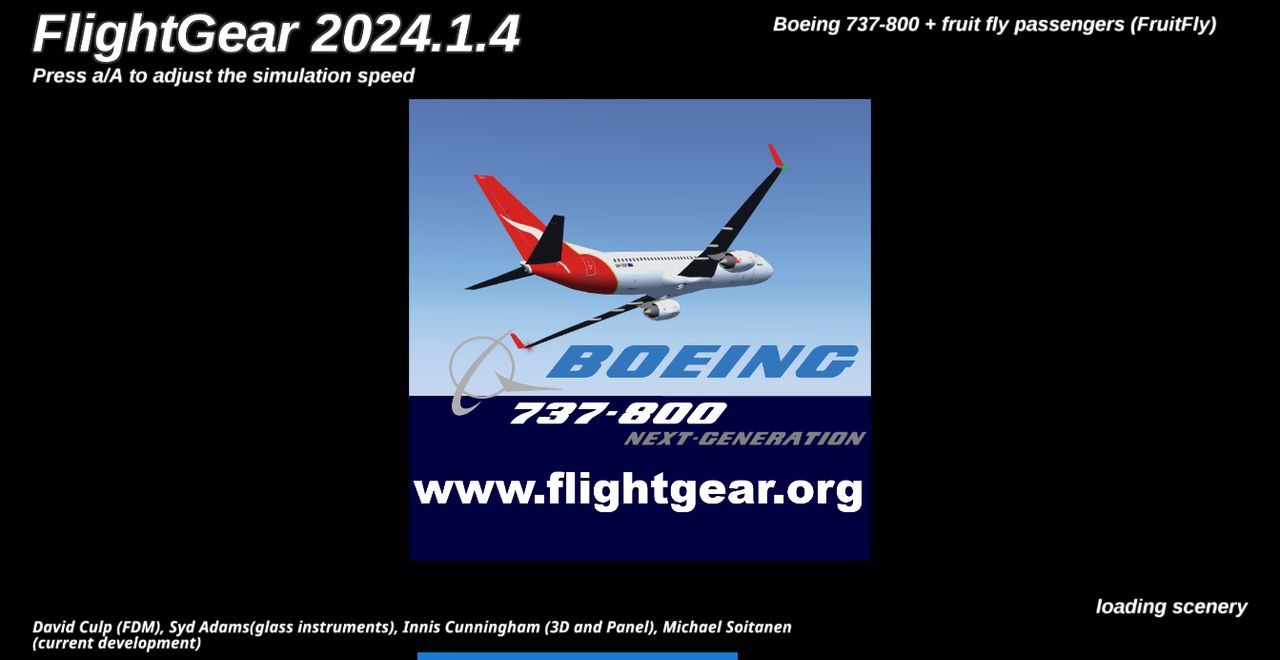 FlightGear 2024.1.4
Boeing 737-800 + fruit fly passengers (FruitFly)
Press a/A to adjust the simulation speed
BOEING
737-800
NEXT-GENERATION
www.flightgear.org
loading scenery
David Culp (FDM), Syd Adams(glass instruments), Innis Cunningham (3D and Panel), Michael Soitanen
(current development)